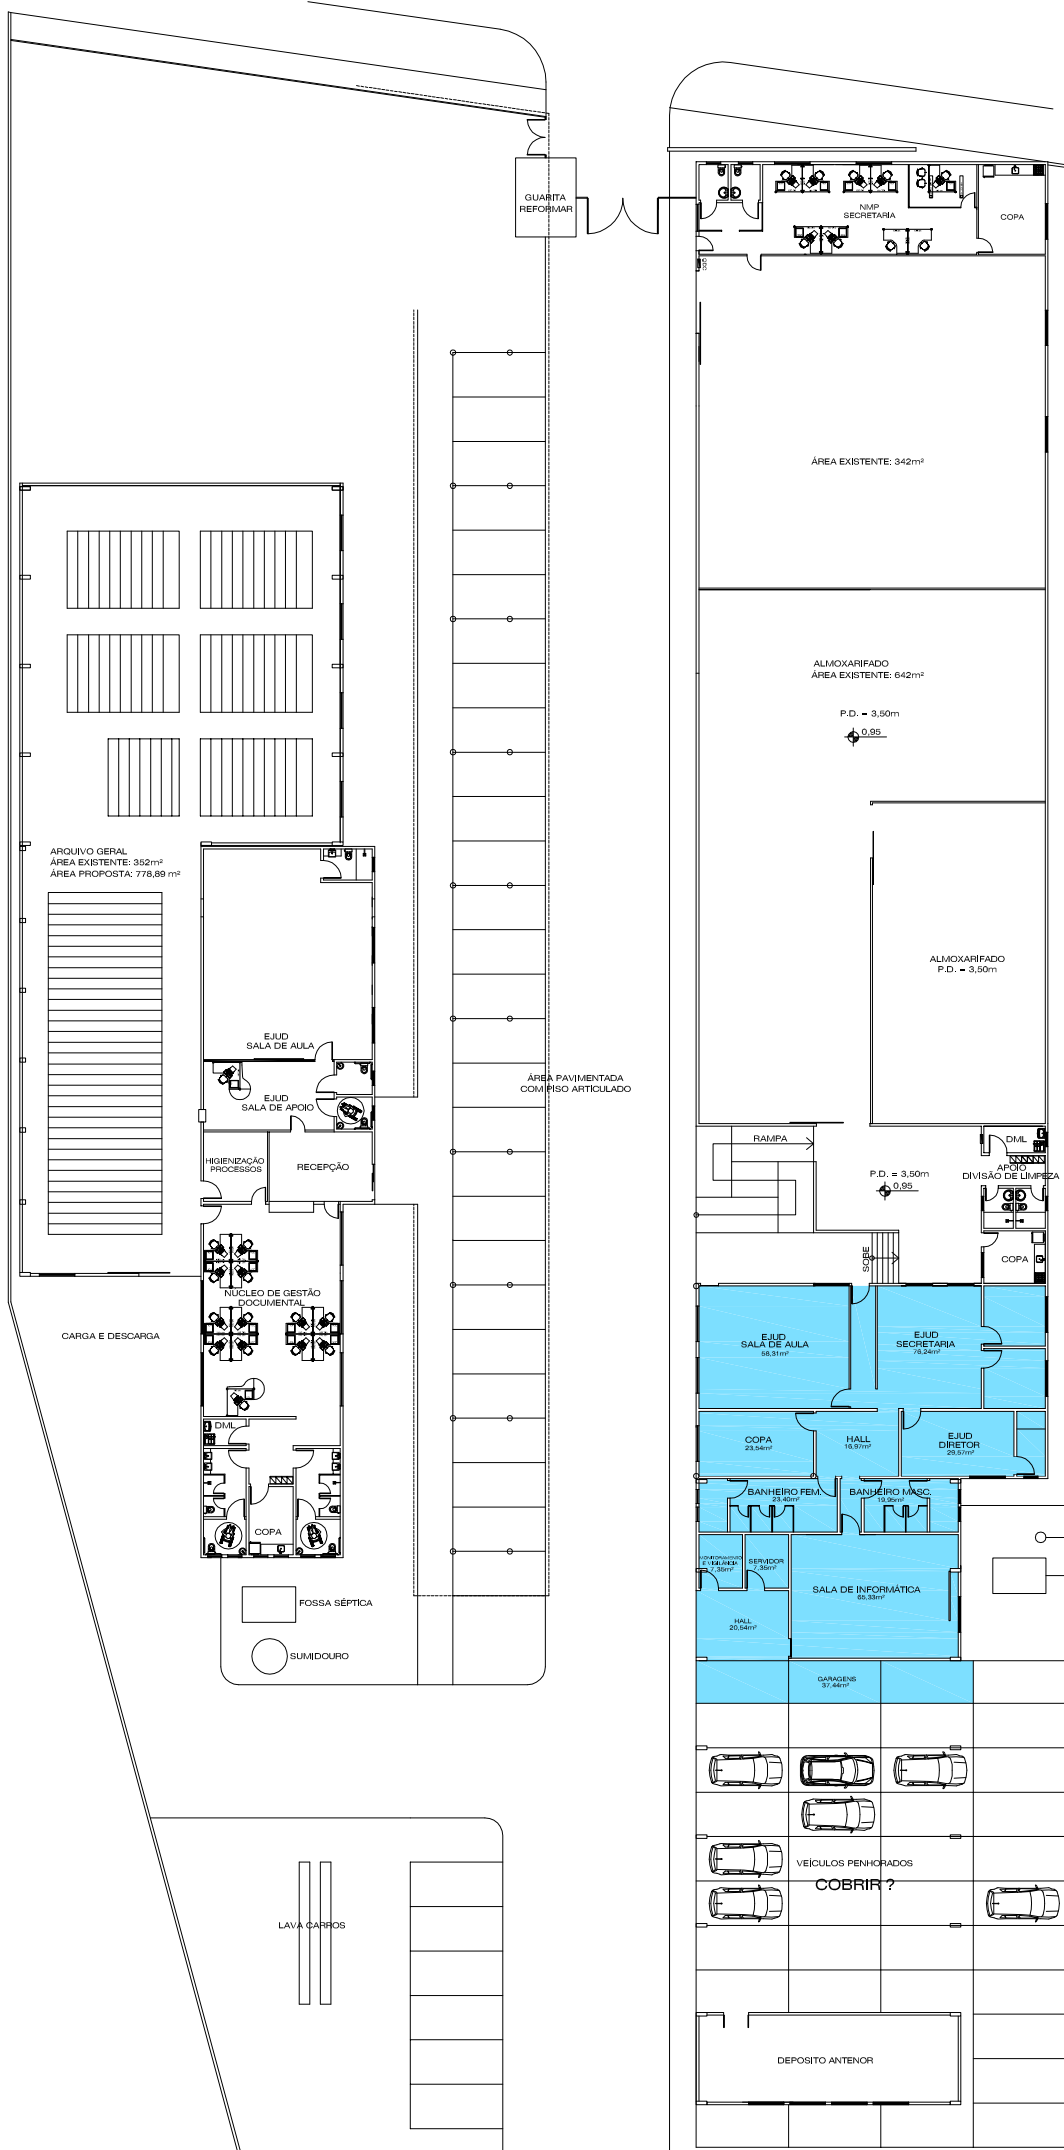 GUARITA
REFORMAR
NMP
SECRETARIA
COPA
QDC
ÁREA EXISTENTE: 342m²
ALMOXARIFADO
ÁREA EXISTENTE: 642m²
P.D. = 3,50m
0,95
ARQUIVO GERAL
ÁREA EXISTENTE: 352m²
ÁREA PROPOSTA: 778,89 m²
ALMOXARIFADO
P.D. = 3,50m
EJUD
SALA DE AULA
ÁREA PAVIMENTADA
COM PISO ARTICULADO
EJUD
SALA DE APOIO
RAMPA
DML
HIGIENIZAÇÃO
PROCESSOS
RECEPÇÃO
P.D. = 3,50m
0,95
APOIO
DIVISÃO DE LIMPEZA
SOBE
COPA
NÚCLEO DE GESTÃO
DOCUMENTAL
CARGA E DESCARGA
EJUD
SALA DE AULA
58,31m²
EJUD
SECRETARIA
76,24m²
DML
COPA
23,54m²
HALL
16,97m²
EJUD
DIRETOR
29,57m²
BANHEIRO FEM.
23,40m²
BANHEIRO MASC.
19,95m²
COPA
MONITORAMENTO
E VIGILÂNCIA
7,35m²
SERVIDOR
7,35m²
SALA DE INFORMÁTICA
65,33m²
FOSSA SÉPTICA
HALL
20,54m²
SUMIDOURO
GARAGENS
37,44m²
VEÍCULOS PENHORADOS
COBRIR ?
LAVA CARROS
DEPOSITO ANTENOR